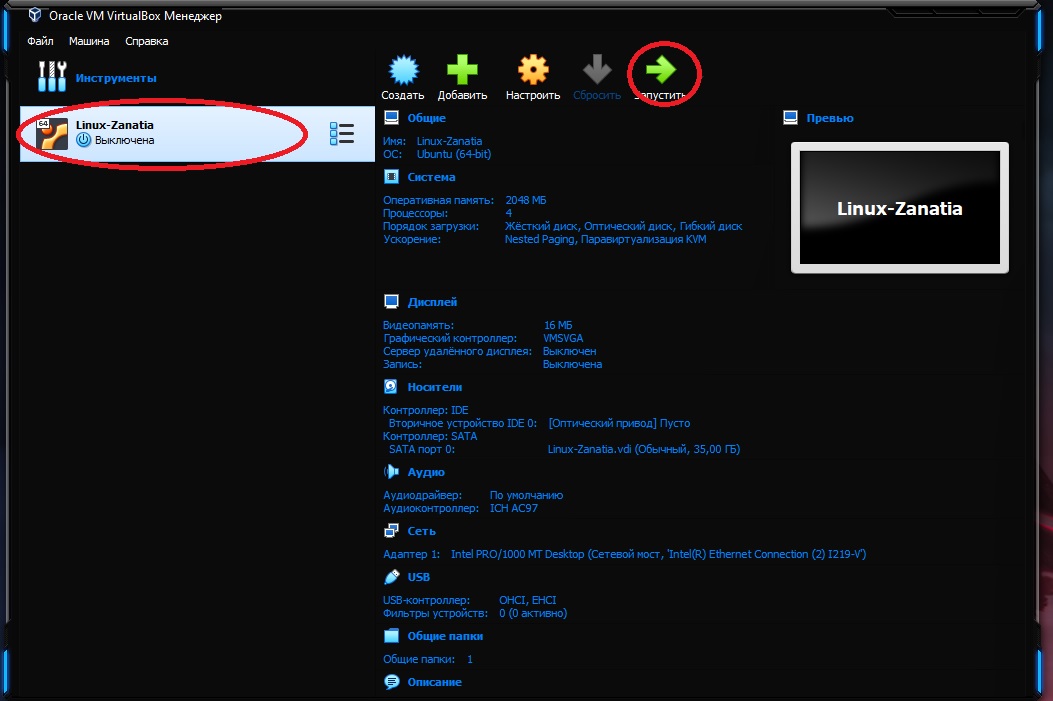 Oracle VM VirtualBox Менеджер
Файл Машина Справка
Инструменты
Создать Добавить Настроить Сбросить Запустить
64
Linux-Zanatia
Выключена
Общие
Имя: Linux-Zanatia
ОС: Ubuntu (64-bit)
Система
Оперативная память: 2048 МБ
Процессоры: 4
Порядок загрузки: Жёсткий диск, Оптический диск, Гибкий диск
Ускорение: Nested Paging, Паравиртуализация KVM
Превью
Linux-Zanatia
Дисплей
Видеопамять: 16 МБ
Графический контроллер: VMSVGA
Сервер удалённого дисплея: Выключен
Запись: Выключена
Носители
Контроллер: IDE
Вторичное устройство IDE 0: [Оптический привод] Пусто
Контроллер: SATA
SATA порт 0: Linux-Zanatia.vdi (Обычный, 35,00 ГБ)
Аудио
Аудиодрайвер: По умолчанию
Аудиоконтроллер: ICH AC97
Сеть
Адаптер 1: Intel PRO/1000 MT Desktop (Сетевой мост, 'Intel(R) Ethernet Connection (2) I219-V')
USB
USB-контроллер: OHCI, EHCI
Фильтры устройств: 0 (0 активно)
Общие папки
Общие папки: 1
Описание